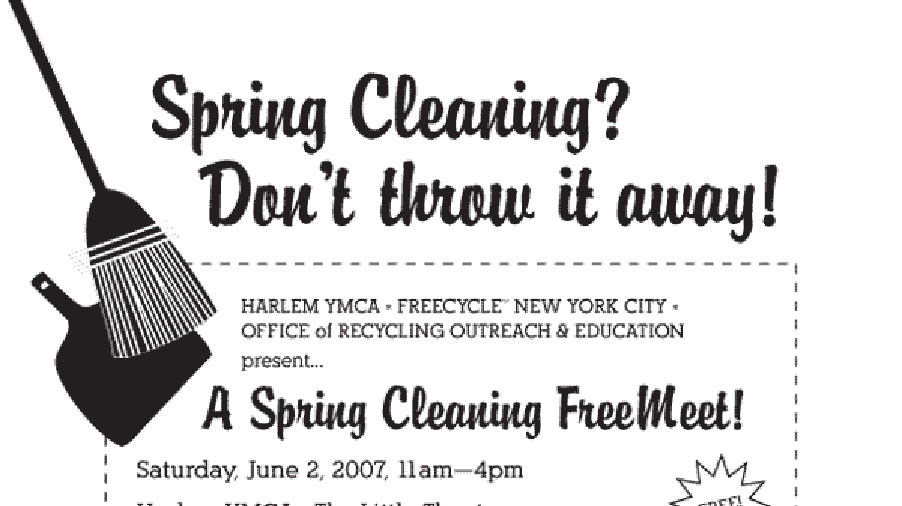 Spring Cleaning?
Don't throw it away!
HARLEM YMCA • FREECYCLE™ NEW YORK CITY •
OFFICE of RECYCLING OUTREACH & EDUCATION
present...
A Spring Cleaning FreeMeet!
Saturday, June 2, 2007, 11am—4pm
FREE!